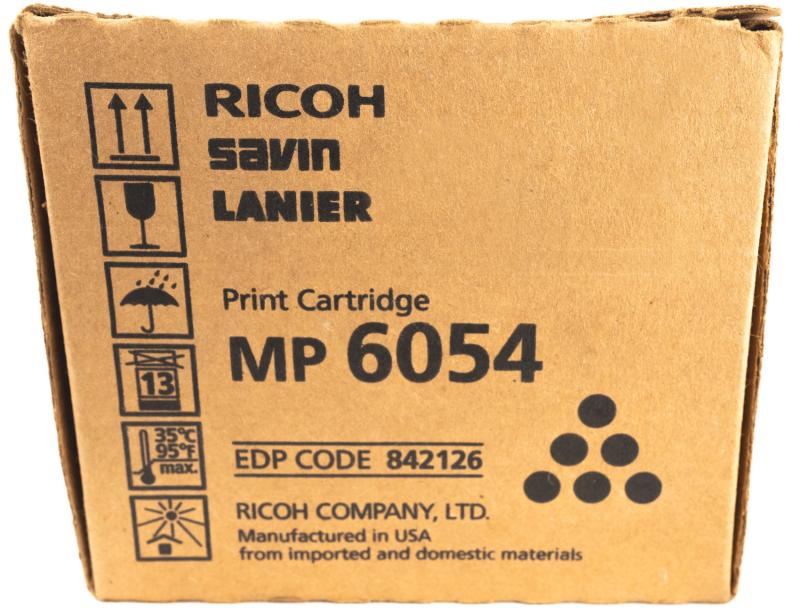 RICOH
savin
LANIER
Print Cartridge
MP 6054
13
35°C
95°F
max.
EDP CODE 842126
RICOH COMPANY, LTD.
Manufactured in USA
from imported and domestic materials